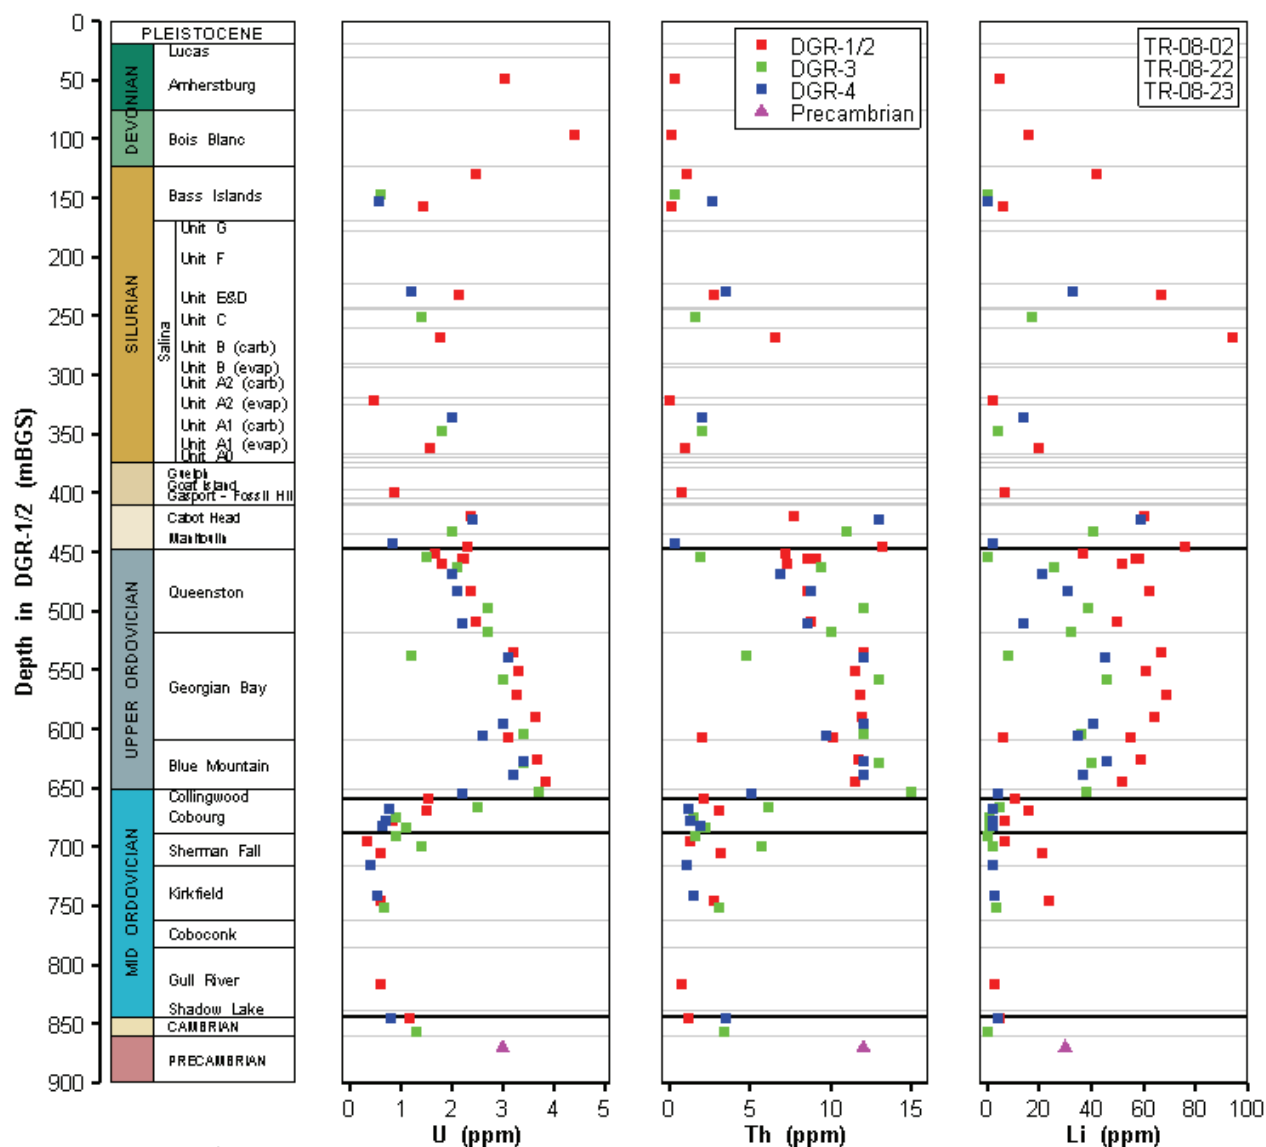 0
50
100
150
200
250
300
350
400
450
500
550
600
650
700
750
800
850
900
Depth in DGR-1/2 (mBGS)
PLEISTOCENE
DEVONIAN
Lucas
Amherstburg
Bois Blanc
SILURIAN
Bass Islands
Salina
Unit G
Unit F
Unit E&D
Unit C
Unit B (carb)
Unit B (evap)
Unit A2 (carb)
Unit A2 (evap)
Unit A1 (carb)
Unit A1 (evap)
Unit A0
Guelph
Goat Island
Gasport - Fossil Hill
Cabot Head
Manitoulin
UPPER ORDOVICIAN
Queenston
Georgian Bay
Blue Mountain
MID ORDOVICIAN
Collingwood
Cobourg
Sherman Fall
Kirkfield
Coboconk
Gull River
Shadow Lake
CAMBRIAN
PRECAMBRIAN
0 1 2 3 4 5
U (ppm)
DGR-1/2
DGR-3
DGR-4
Precambrian
0 5 10 15
Th (ppm)
TR-08-02
TR-08-22
TR-08-23
0 20 40 60 80 100
Li (ppm)